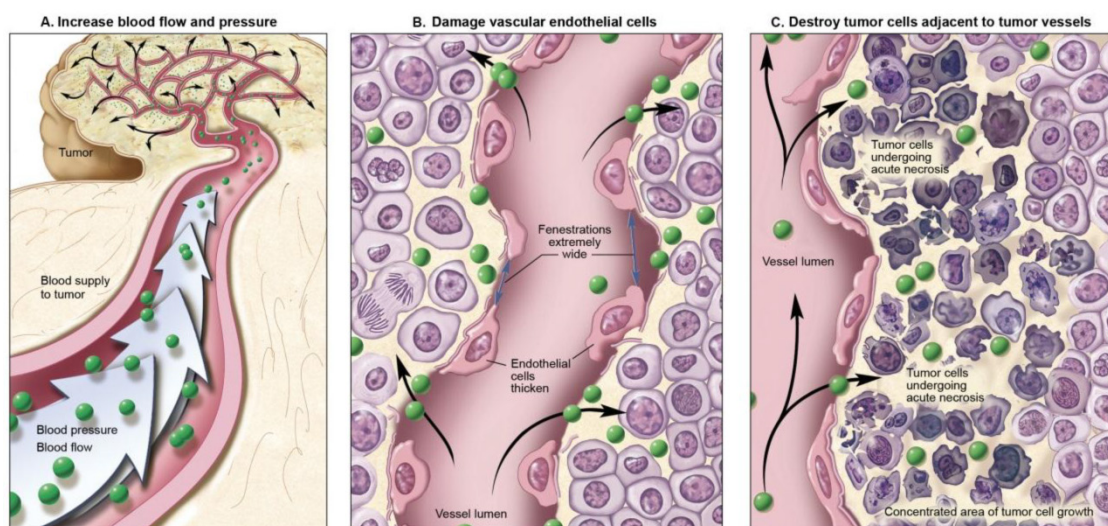 A. Increase blood flow and pressure
Tumor
Blood supply
to tumor
Blood pressure
Blood flow
B. Damage vascular endothelial cells
Fenestrations
extremely
wide
Endothelial
cells
thicken
Vessel lumen
C. Destroy tumor cells adjacent to tumor vessels
Tumor cells
undergoing
acute necrosis
Vessel lumen
Tumor cells
undergoing
acute necrosis
Concentrated area of tumor cell growth